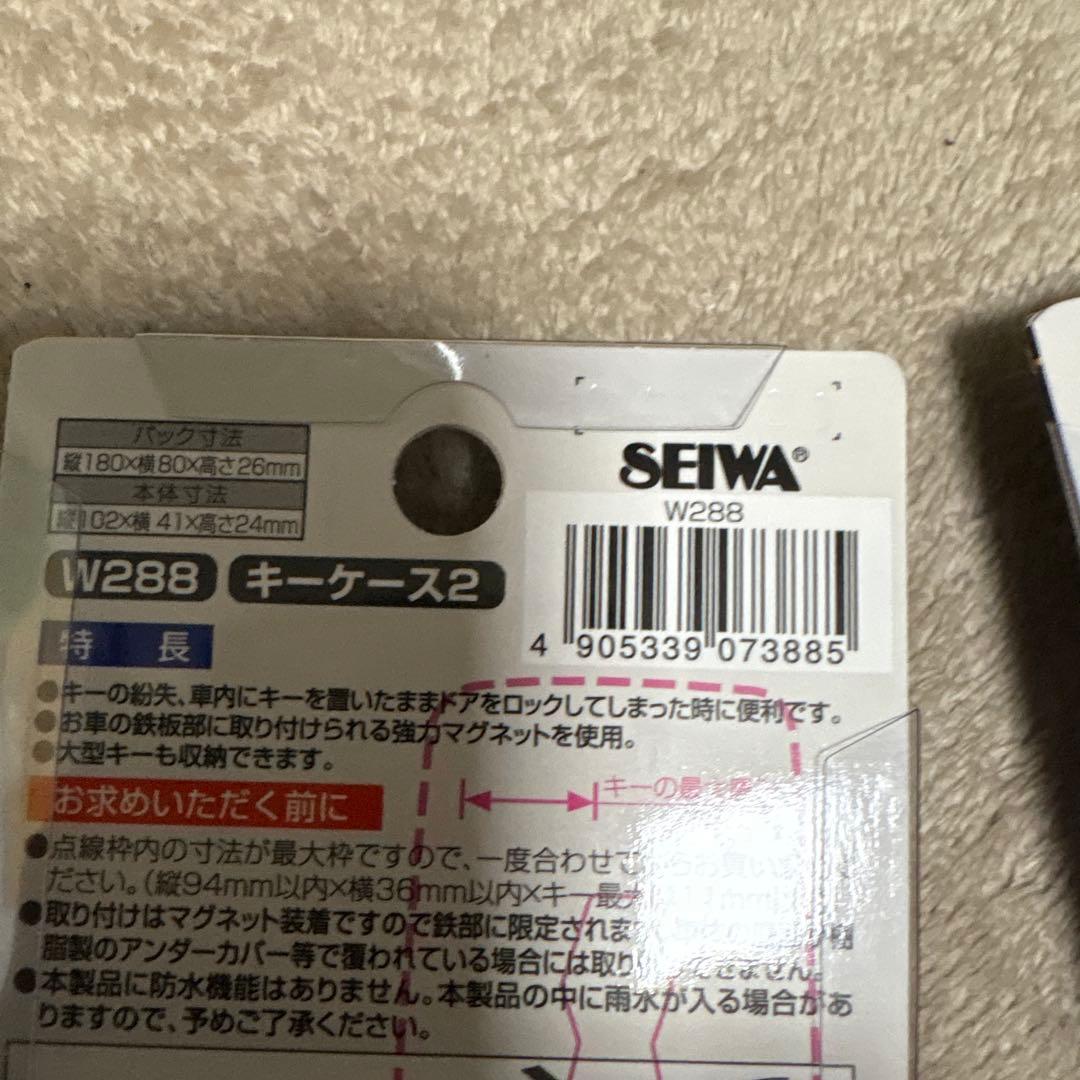 パック寸法
縦180×横80×高さ26mm
本体寸法
縦102×横 41×高さ24mm
SEIWA®
W288
4 905339 073885
W288 キーケース2
特 長
●キーの紛失、車内にキーを置いたままドアをロックしてしまった時に便利です。
●お車の鉄板部に取り付けられる強力マグネットを使用。
●大型キーも収納できます。
キーの最
お求めいただく前に
●点線枠内の寸法が最大枠ですので、一度合わせて
ださい。(縦94mm以内×横36mm以内×キー最大 11mm
●取り付けはマグネット装着ですので鉄部に限定されま
脂製のアンダーカバー等で覆われている場合には取り できません。
●本製品に防水機能はありません。本製品の中に雨水が入る場合があ
りますので、予めご了承ください。